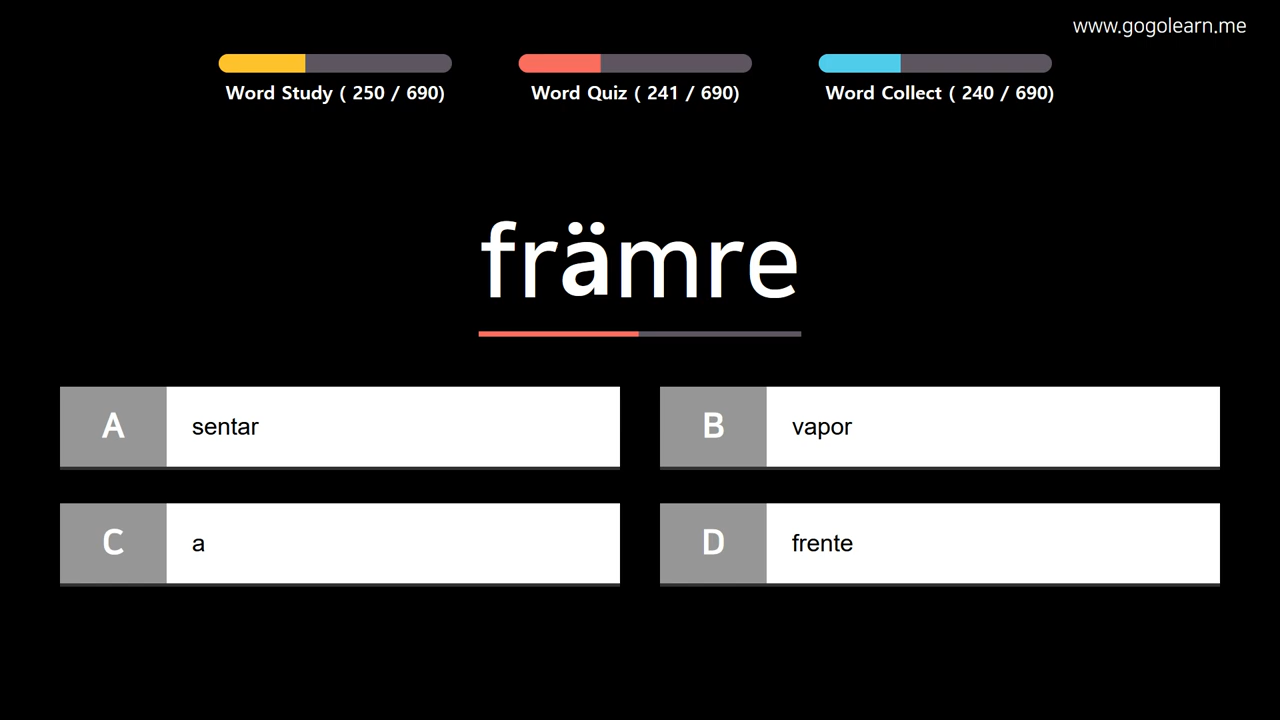 www.gogolearn.me
Word Study ( 250 / 690)
Word Quiz ( 241 / 690)
Word Collect ( 240 / 690)
främre
A sentar
B vapor
C a
D frente